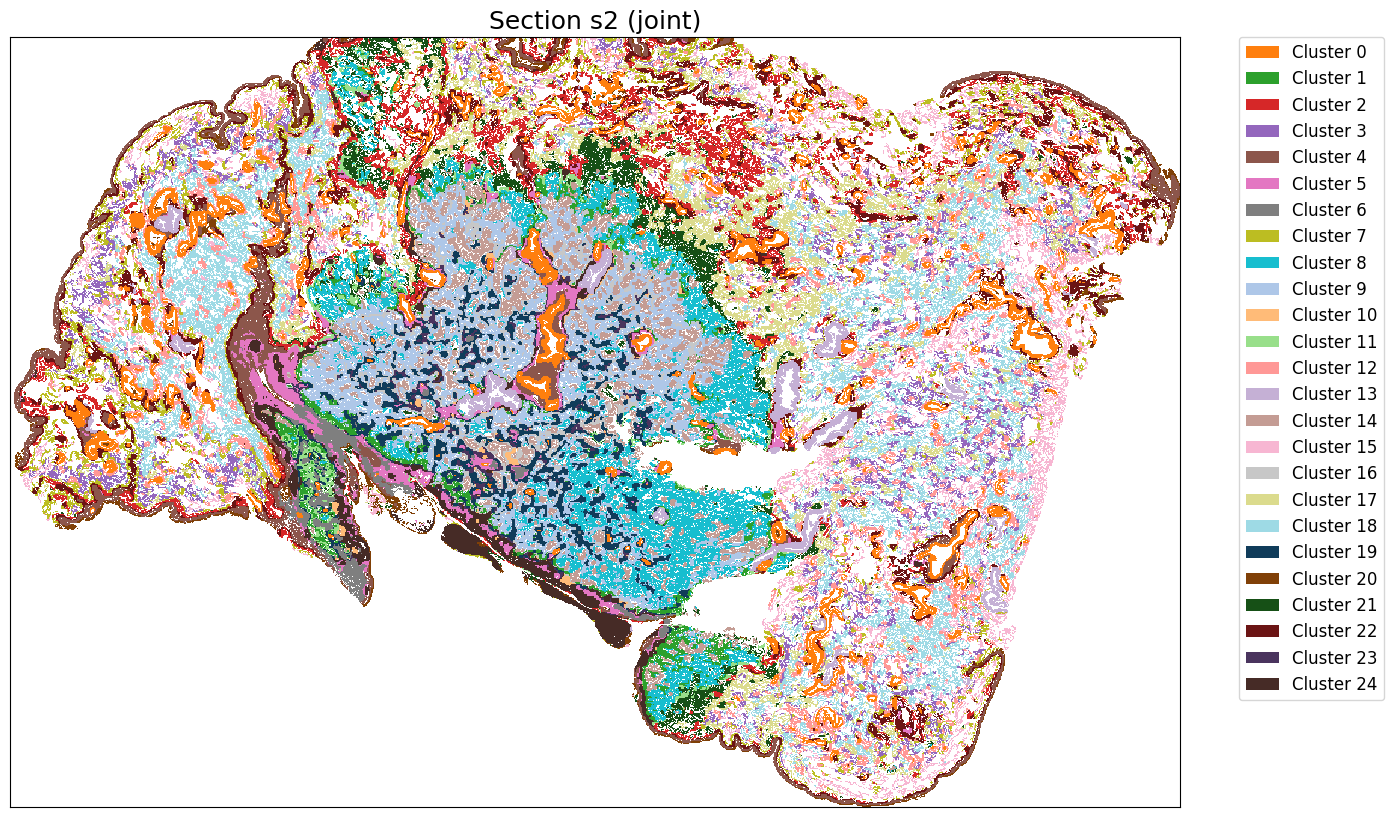 Section s2 (joint)
Cluster 0
Cluster 1
Cluster 2
Cluster 3
Cluster 4
Cluster 5
Cluster 6
Cluster 7
Cluster 8
Cluster 9
Cluster 10
Cluster 11
Cluster 12
Cluster 13
Cluster 14
Cluster 15
Cluster 16
Cluster 17
Cluster 18
Cluster 19
Cluster 20
Cluster 21
Cluster 22
Cluster 23
Cluster 24